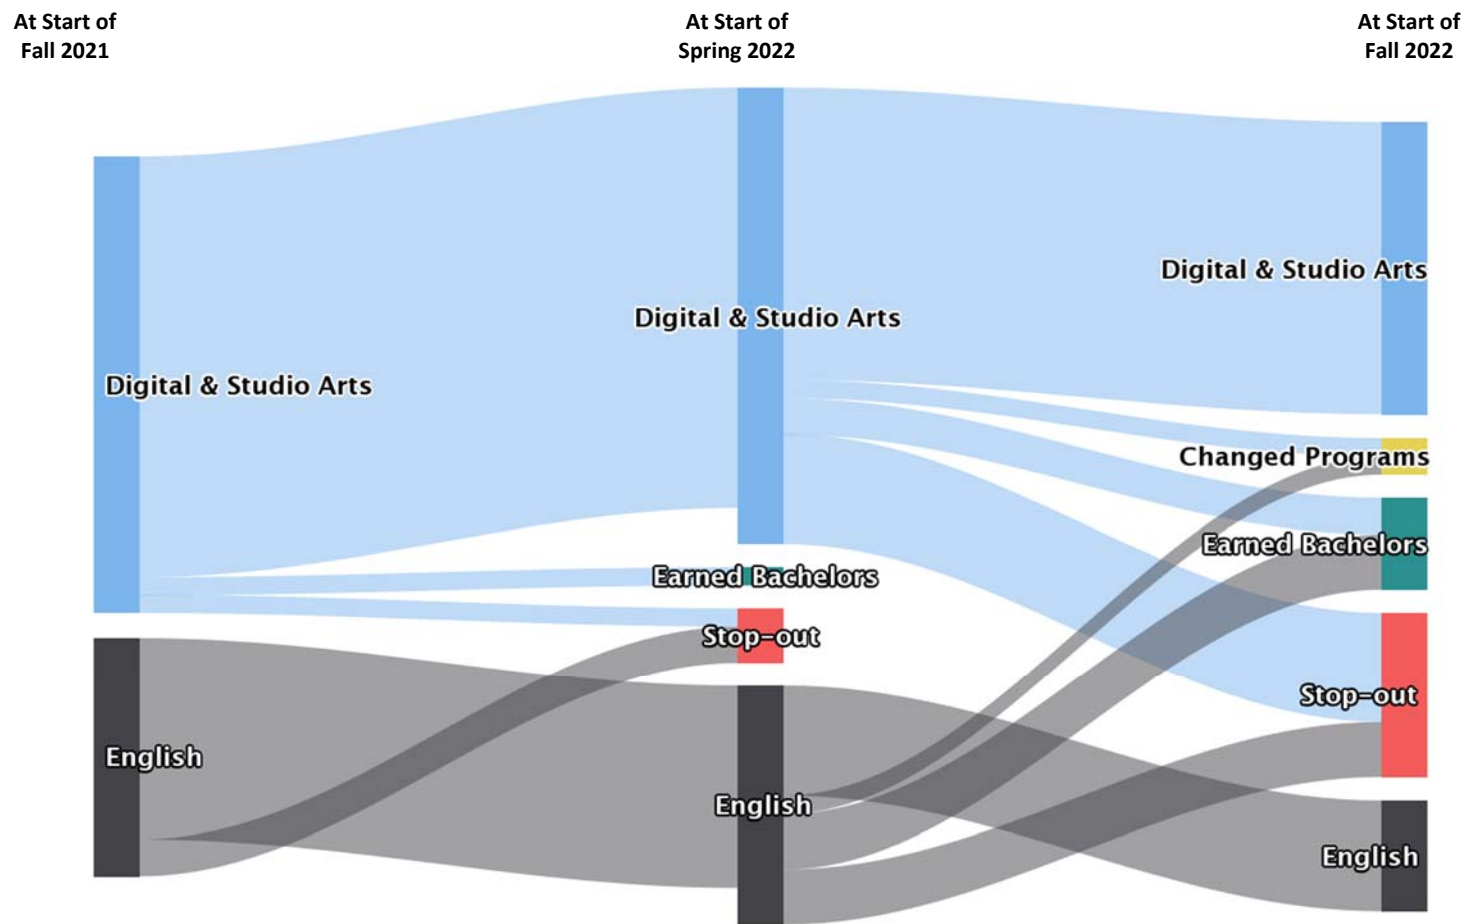 At Start of
Fall 2021
At Start of
Spring 2022
At Start of
Fall 2022
Digital & Studio Arts
Digital & Studio Arts
Digital & Studio Arts
Changed Programs
Earned Bachelors
Earned Bachelors
Stop-out
Stop-out
English
English
English